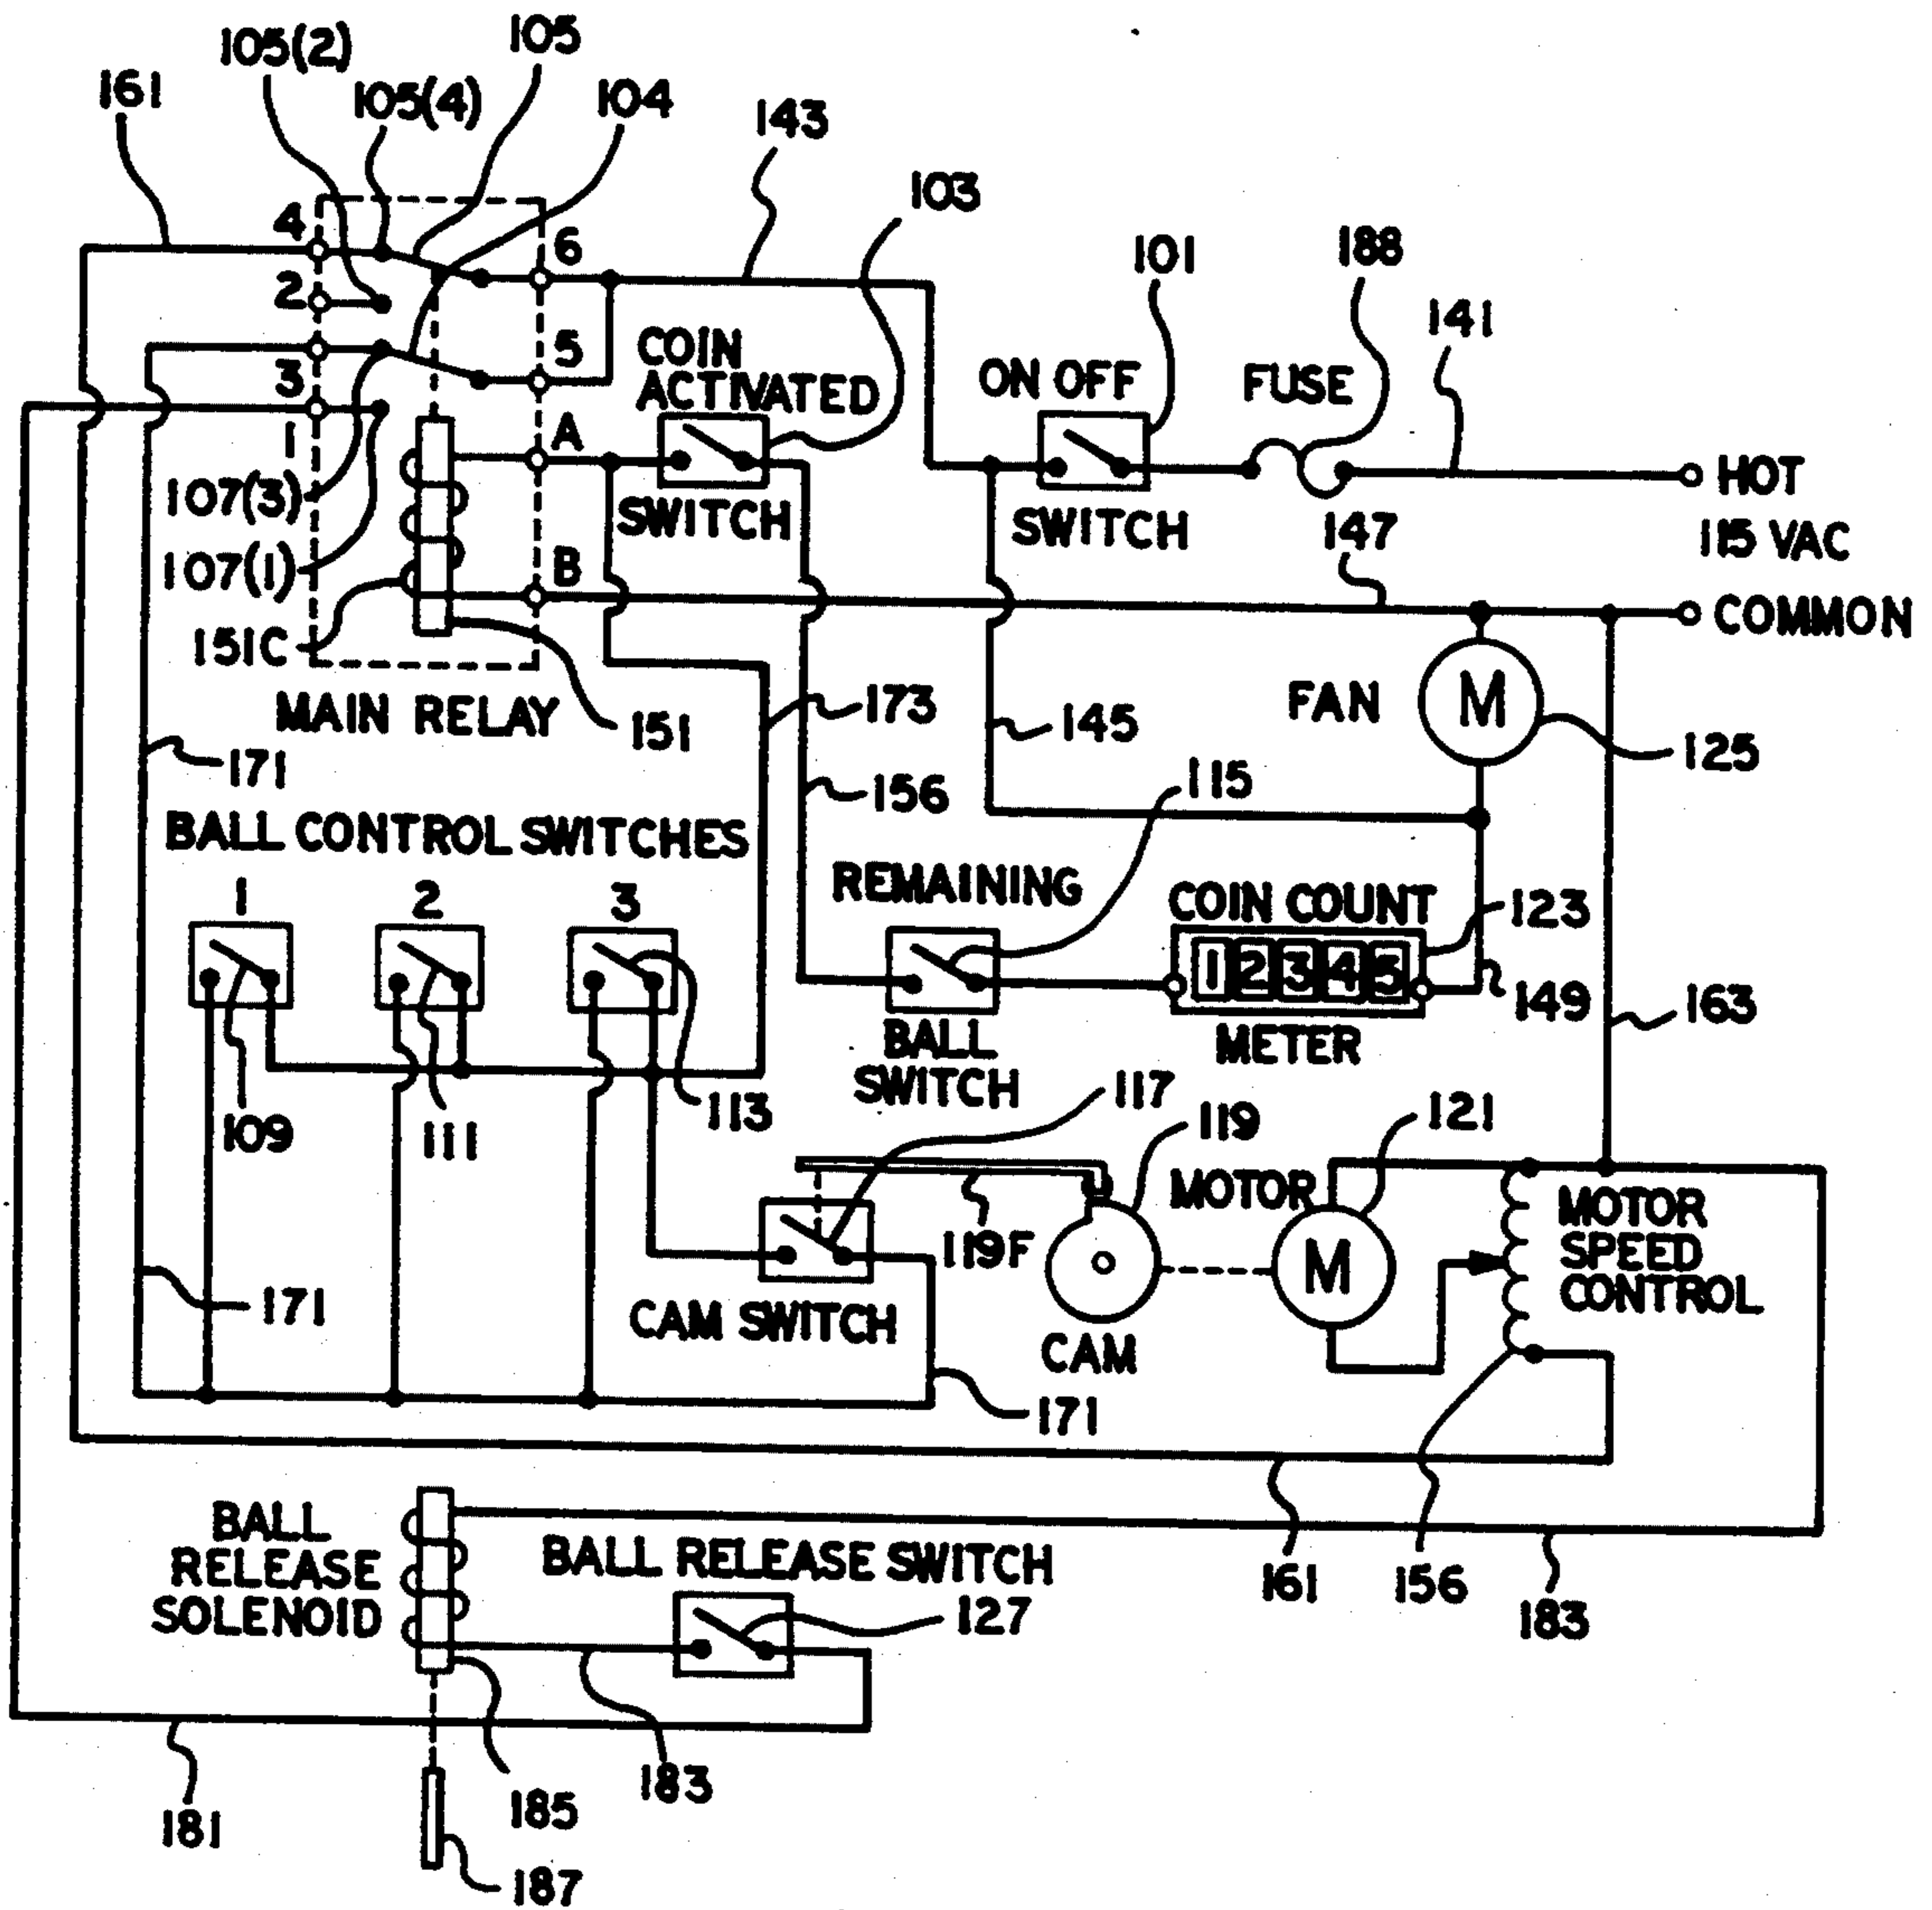 105(2)
105
161
105(4)
104
143
103
4
6
101
188
2
141
5
COIN
ACTIVATED
ON OFF
FUSE
3
A
1
HOT
107(3)
SWITCH
SWITCH
147
115 VAC
107(1)
B
COMMON
151C
MAIN RELAY
151
173
145
FAN
M
125
171
156
115
BALL CONTROL SWITCHES
REMAINING
COIN COUNT
123
1
2
3
1 2 3 4 5
149
163
BALL
SWITCH
METER
109
111
113
117
119
121
MOTOR
MOTOR
SPEED
CONTROL
119F
M
171
CAM SWITCH
CAM
171
BALL
RELEASE
SOLENOID
BALL RELEASE SWITCH
161
156
183
127
181
185
183
187